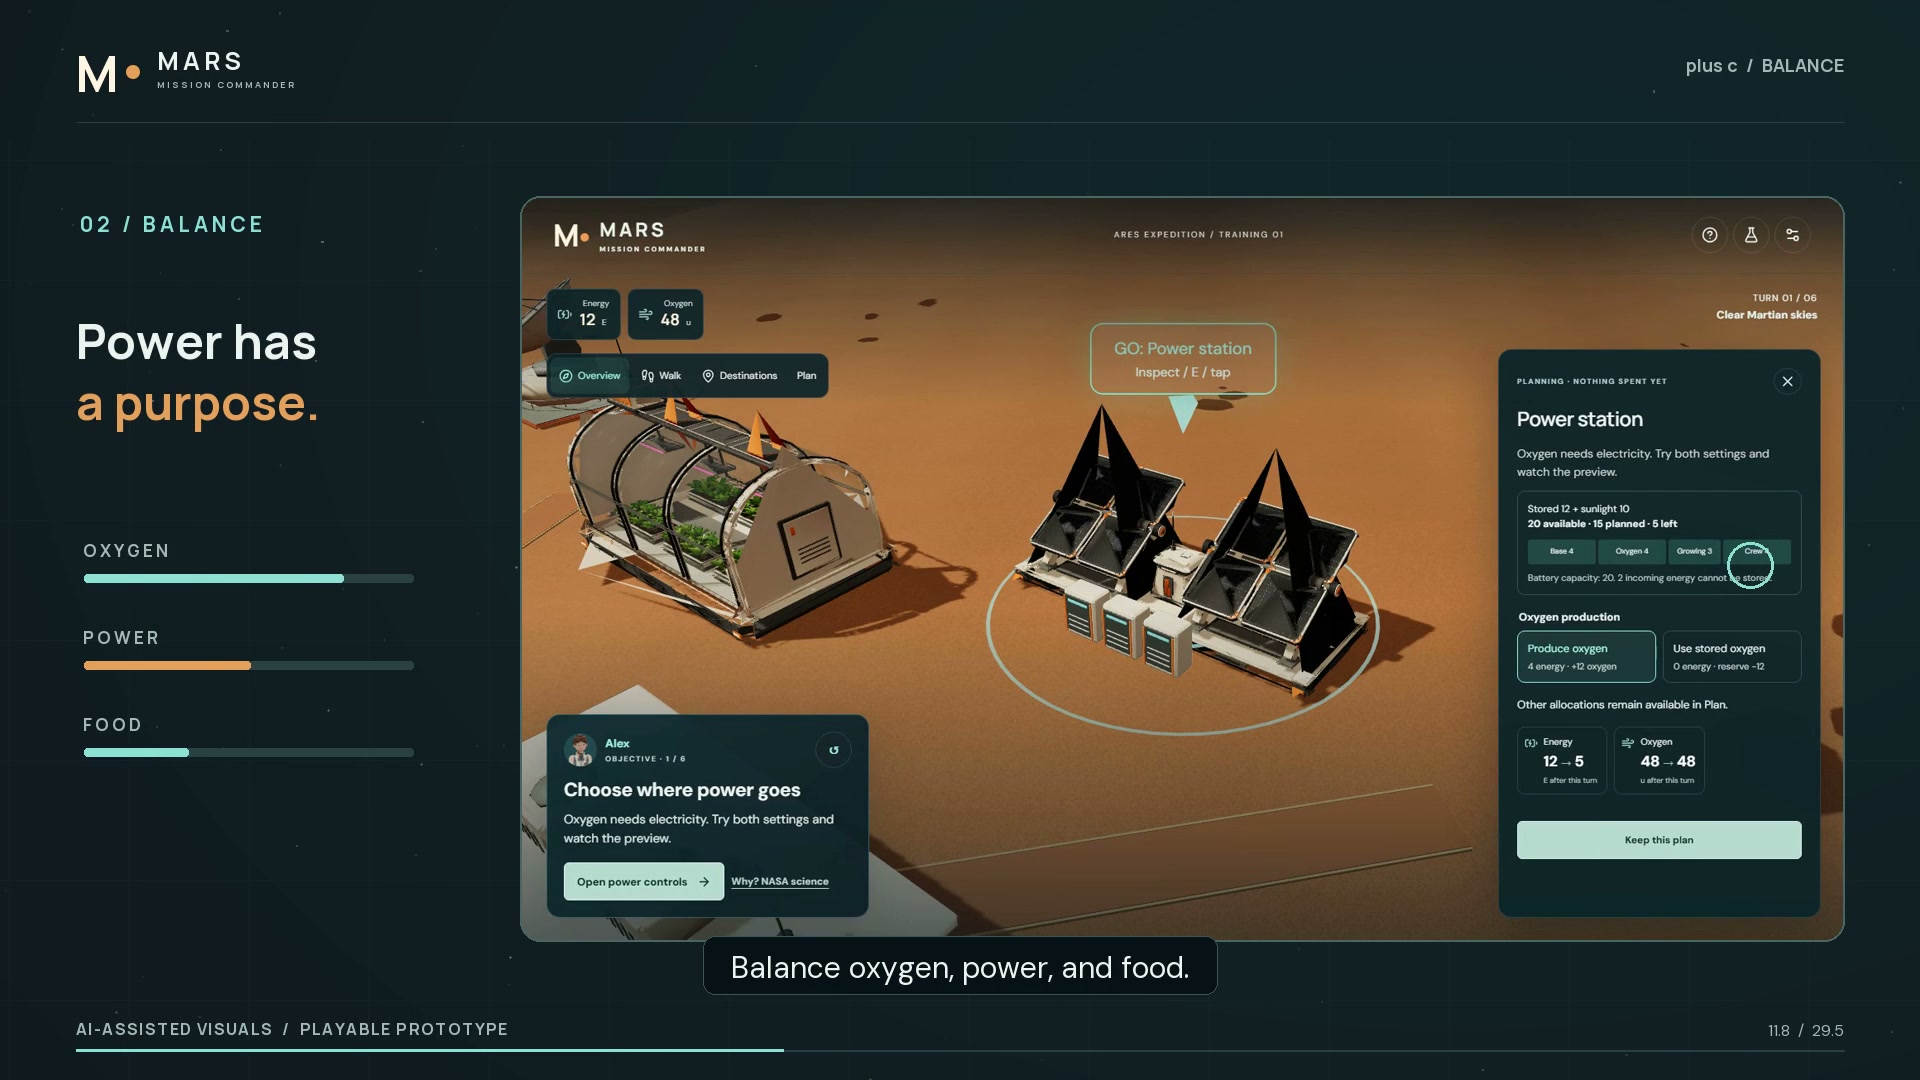 M• MARS
MISSION COMMANDER
plus c / BALANCE
02 / BALANCE
Power has
a purpose.
OXYGEN
POWER
FOOD
M• MARS
MISSION COMMANDER
ARES EXPEDITION / TRAINING 01
TURN 01 / 06
Clear Martian skies
Energy
12 E
Oxygen
48 u
Overview
Walk
Destinations
Plan
GO: Power station
Inspect / E / tap
PLANNING · NOTHING SPENT YET
Power station
Oxygen needs electricity. Try both settings and
watch the preview.
Stored 12 + sunlight 10
20 available · 15 planned · 5 left
Base 4
Oxygen 4
Growing 3
Crew
Battery capacity: 20. 2 incoming energy cannot be stored.
Oxygen production
Produce oxygen
4 energy · +12 oxygen
Use stored oxygen
0 energy · reserve -12
Other allocations remain available in Plan.
Energy
12 → 5
E after this turn
Oxygen
48 → 48
u after this turn
Keep this plan
Alex
OBJECTIVE · 1 / 6
Choose where power goes
Oxygen needs electricity. Try both settings and
watch the preview.
Open power controls →
Why? NASA science
Balance oxygen, power, and food.
AI-ASSISTED VISUALS / PLAYABLE PROTOTYPE
11.8 / 29.5